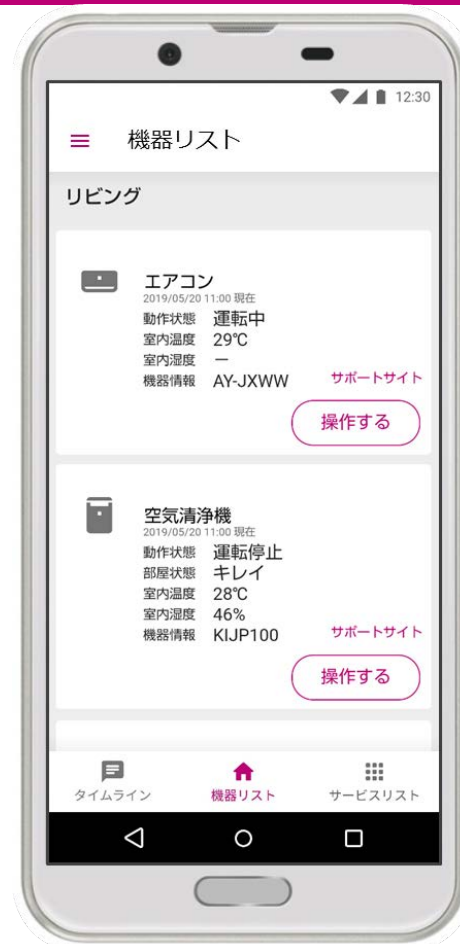 12:30
機器リスト
リビング
エアコン
2019/05/20 11:00 現在
動作状態 運転中
室内温度 29℃
室内湿度 ー
機器情報 AY-JXWW サポートサイト
操作する
空気清浄機
2019/05/20 11:00 現在
動作状態 運転停止
部屋状態 キレイ
室内温度 28℃
室内湿度 46%
機器情報 KIJP100 サポートサイト
操作する
タイムライン 機器リスト サービスリスト